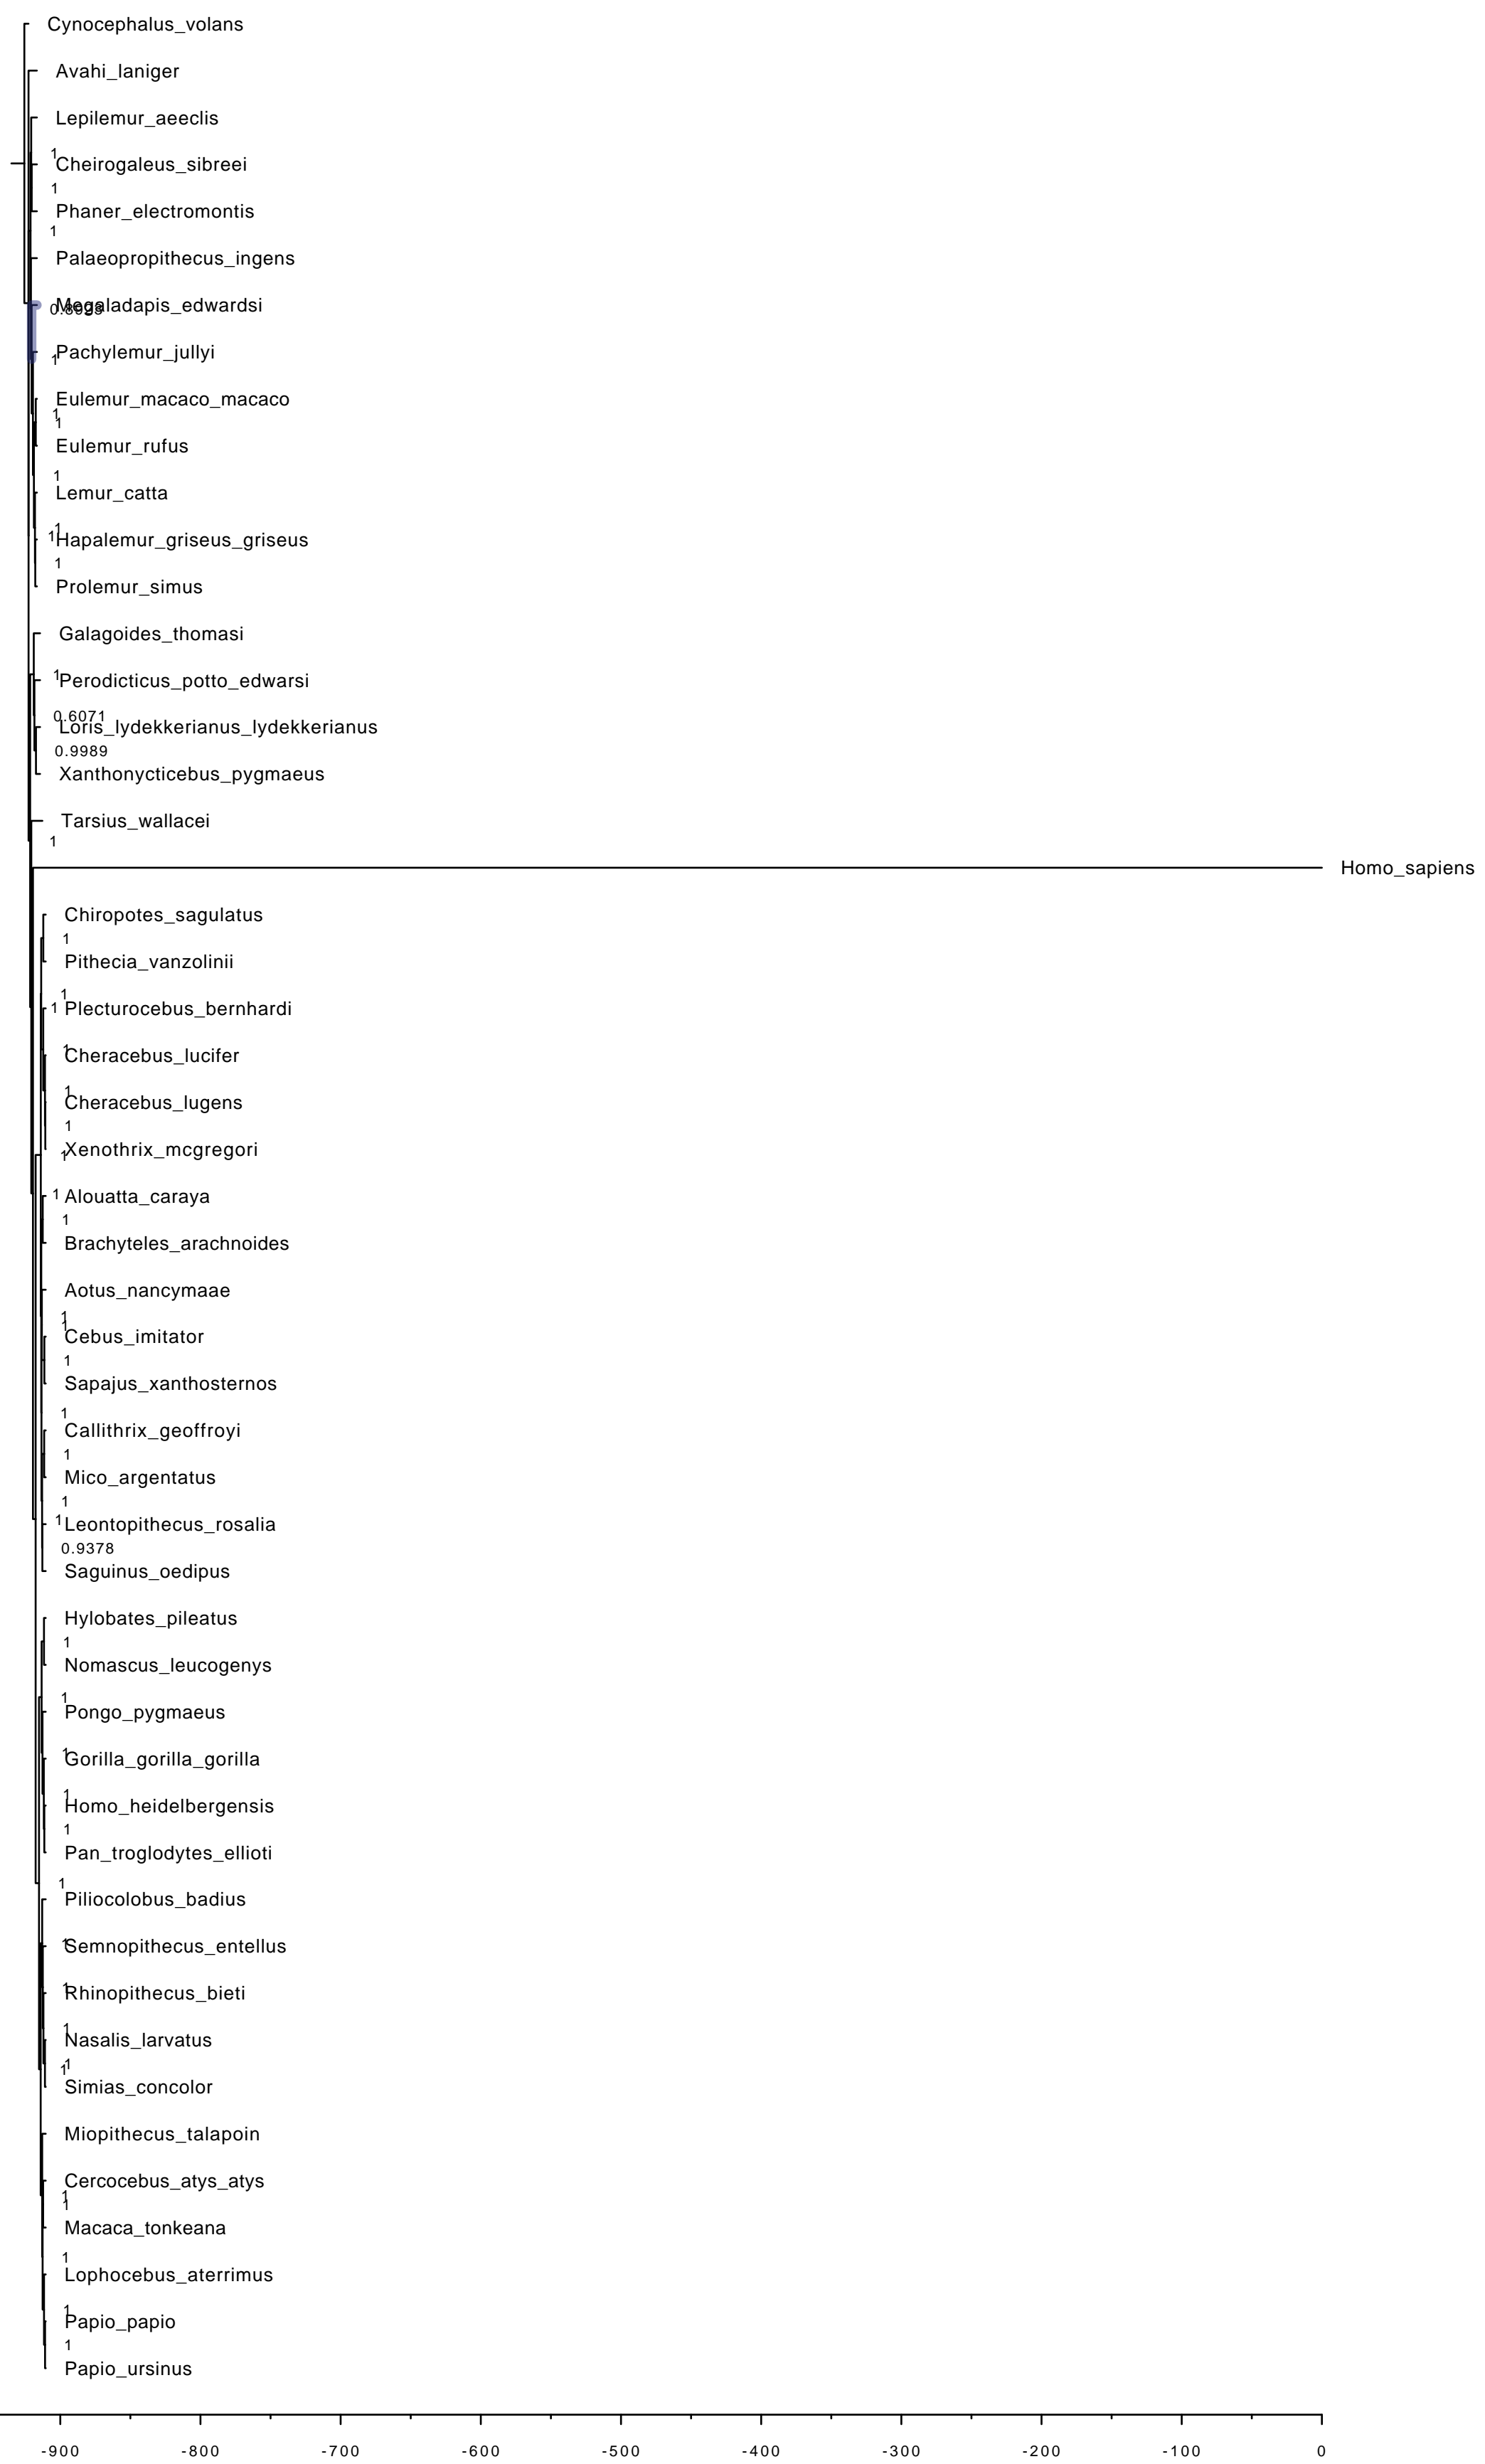 Cynocephalus_volans
Avahi_laniger
Lepilemur_aeeclis
1
Cheirogaleus_sibreei
1
Phaner_electromontis
1
Palaeopropithecus_ingens
Megaladapis_edwardsi
Pachylemur_jullyi
1
Eulemur_macaco_macaco
1
1
Eulemur_rufus
1
Lemur_catta
1
1
Hapalemur_griseus_griseus
1
Prolemur_simus
Galagoides_thomasi
1
Perodicticus_potto_edwarsi
0.6071
Loris_lydekkerianus_lydekkerianus
0.9989
Xanthonycticebus_pygmaeus
Tarsius_wallacei
1
Homo_sapiens
Chiropotes_sagulatus
1
Pithecia_vanzolinii
1
1
Plecturocebus_bernhardi
1
Cheracebus_lucifer
1
Cheracebus_lugens
1
Xenothrix_mcgregori
1
1
Alouatta_caraya
1
Brachyteles_arachnoides
Aotus_nancymaae
1
1
Cebus_imitator
1
Sapajus_xanthosternos
1
Callithrix_geoffroyi
1
Mico_argentatus
1
1
Leontopithecus_rosalia
0.9378
Saguinus_oedipus
Hylobates_pileatus
1
Nomascus_leucogenys
1
Pongo_pygmaeus
1
Gorilla_gorilla_gorilla
1
Homo_heidelbergensis
1
Pan_troglodytes_ellioti
1
Piliocolobus_badius
1
Semnopithecus_entellus
1
Rhinopithecus_bieti
1
Nasalis_larvatus
1
1
Simias_concolor
Miopithecus_talapoin
Cercocebus_atys_atys
1
1
Macaca_tonkeana
1
Lophocebus_aterrimus
1
Papio_papio
1
Papio_ursinus
-900 -800 -700 -600 -500 -400 -300 -200 -100 0